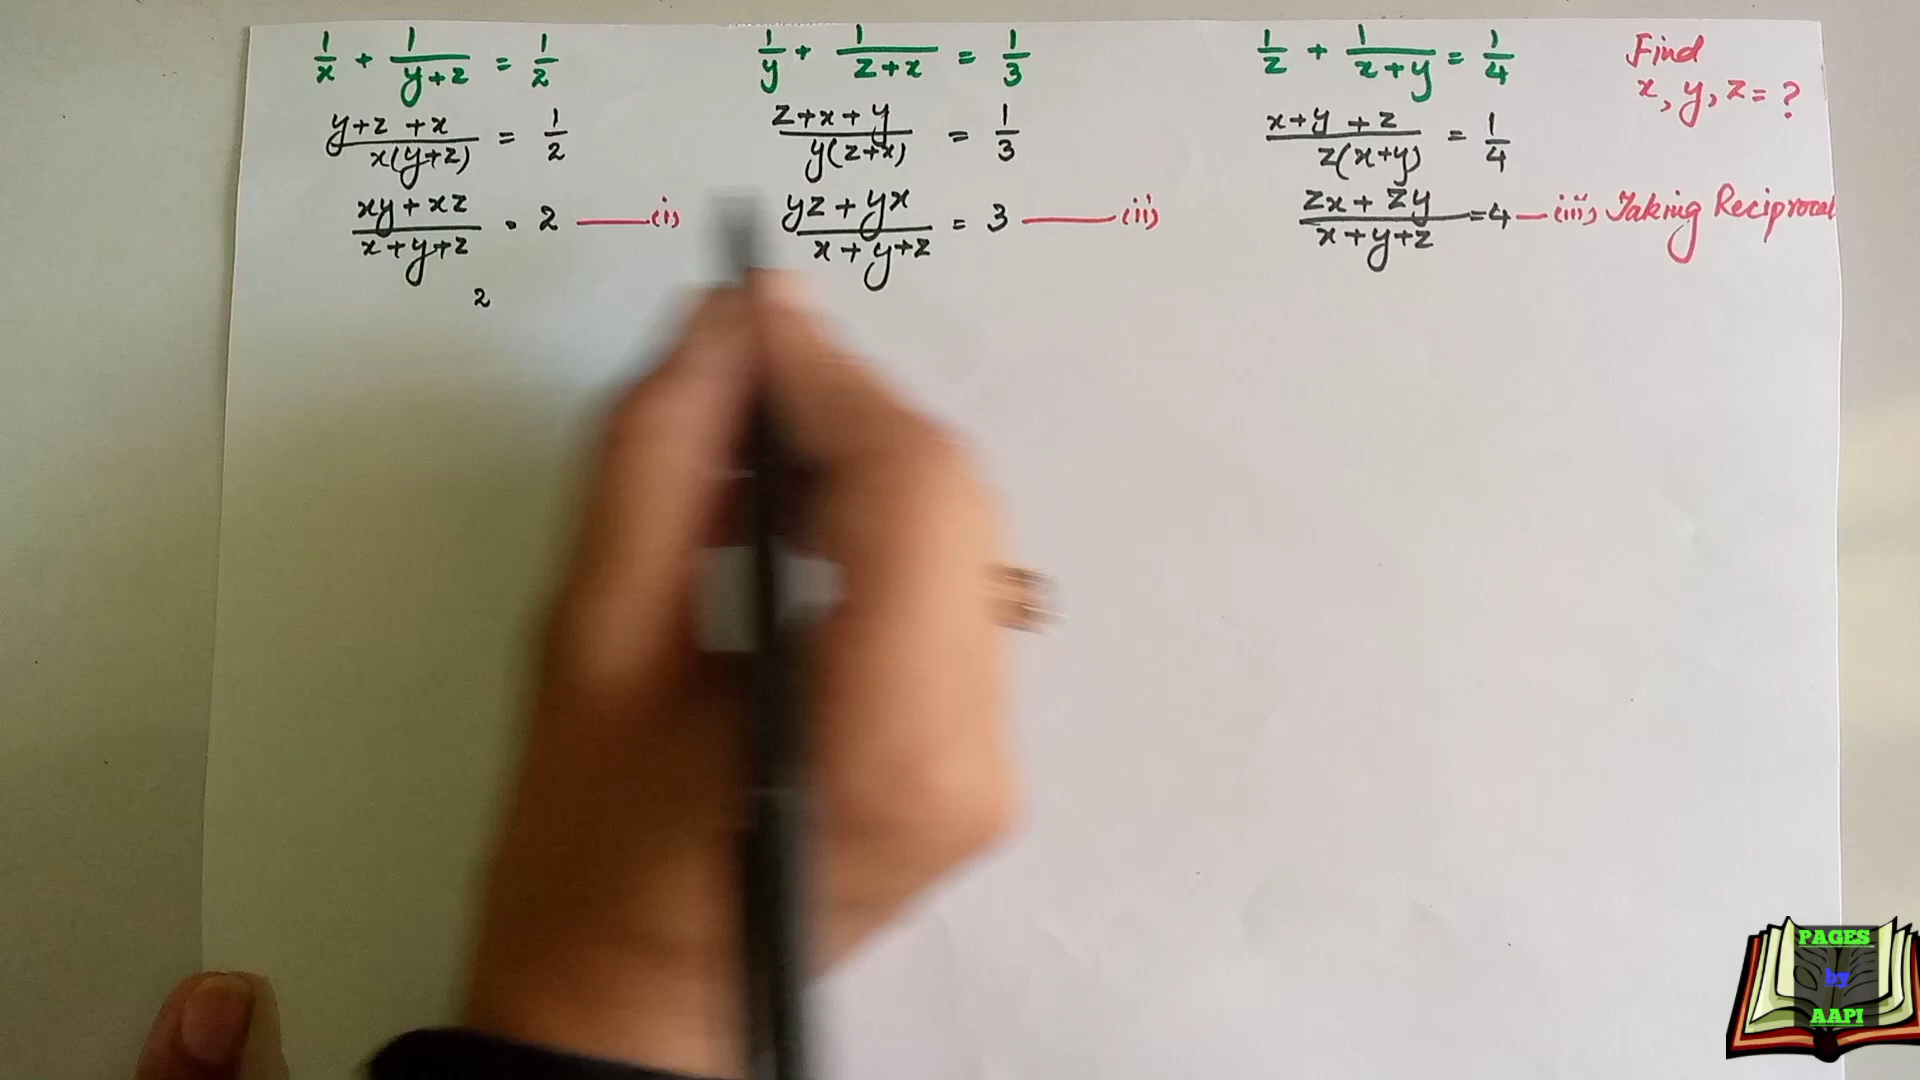 1/x + 1/(y+z) = 1/2 1/y + 1/(z+x) = 1/3 1/z + 1/(x+y) = 1/4 Find
x, y, z = ?
(y+z+x)/(x(y+z)) = 1/2 (z+x+y)/(y(z+x)) = 1/3 (x+y+z)/(z(x+y)) = 1/4
(xy+xz)/(x+y+z) = 2 —(i) (yz+yx)/(x+y+z) = 3 —(ii) (zx+zy)/(x+y+z) = 4 —(iii) Taking Reciprocal
2
PAGES
by
AAPI